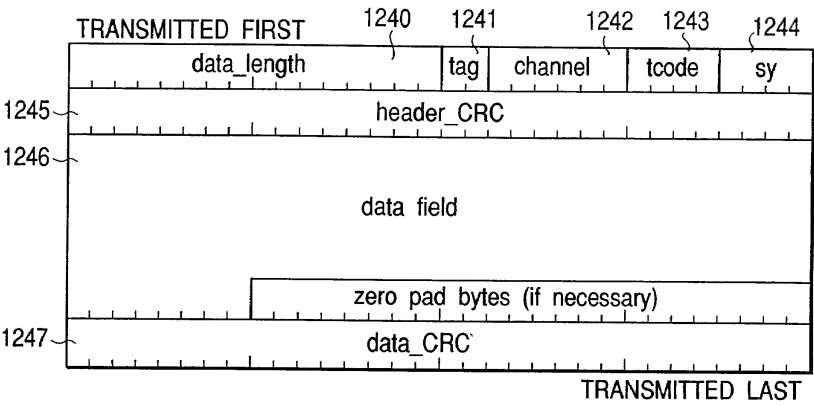 1240 1241 1242 1243 1244
TRANSMITTED FIRST
data_length tag channel tcode sy
1245 header_CRC
1246
data field
zero pad bytes (if necessary)
1247 data_CRC
TRANSMITTED LAST